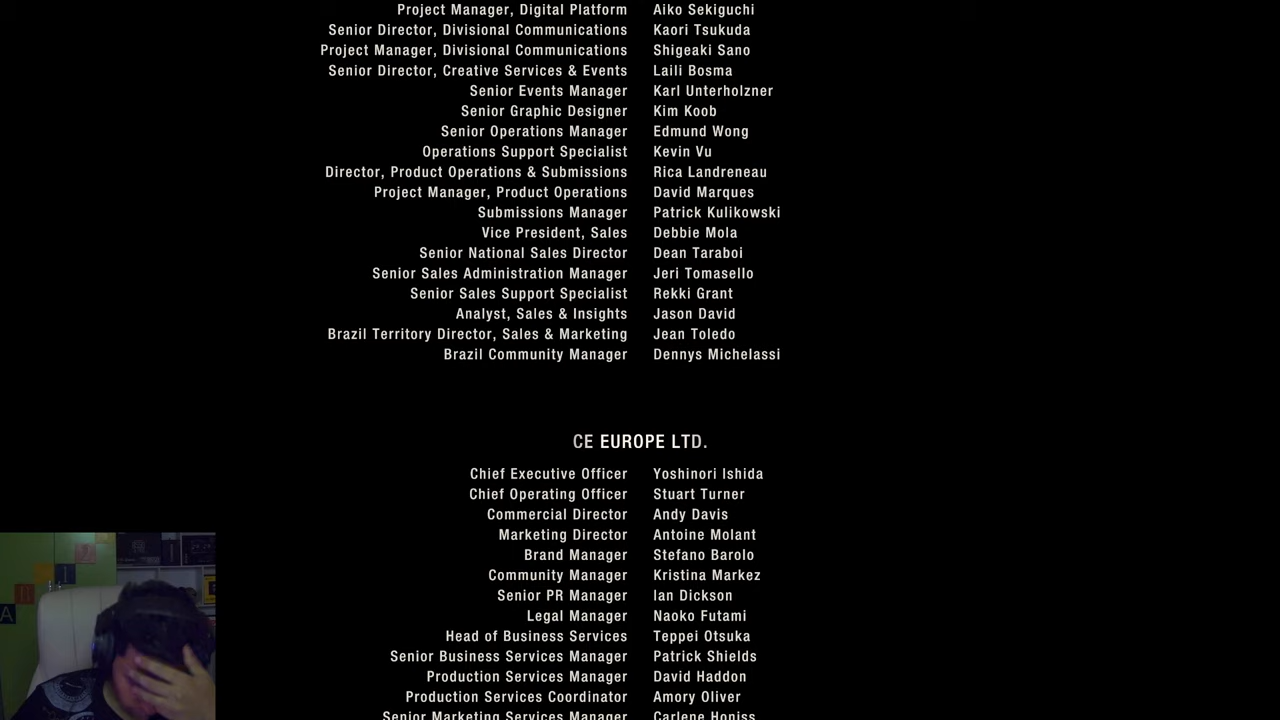 Project Manager, Digital Platform Aiko Sekiguchi
Senior Director, Divisional Communications Kaori Tsukuda
Project Manager, Divisional Communications Shigeaki Sano
Senior Director, Creative Services & Events Laili Bosma
Senior Events Manager Karl Unterholzner
Senior Graphic Designer Kim Koob
Senior Operations Manager Edmund Wong
Operations Support Specialist Kevin Vu
Director, Product Operations & Submissions Rica Landreneau
Project Manager, Product Operations David Marques
Submissions Manager Patrick Kulikowski
Vice President, Sales Debbie Mola
Senior National Sales Director Dean Taraboi
Senior Sales Administration Manager Jeri Tomasello
Senior Sales Support Specialist Rekki Grant
Analyst, Sales & Insights Jason David
Brazil Territory Director, Sales & Marketing Jean Toledo
Brazil Community Manager Dennys Michelassi
CE EUROPE LTD.
Chief Executive Officer Yoshinori Ishida
Chief Operating Officer Stuart Turner
Commercial Director Andy Davis
Marketing Director Antoine Molant
Brand Manager Stefano Barolo
Community Manager Kristina Markez
Senior PR Manager Ian Dickson
Legal Manager Naoko Futami
Head of Business Services Teppei Otsuka
Senior Business Services Manager Patrick Shields
Production Services Manager David Haddon
Production Services Coordinator Amory Oliver
Senior Marketing Services Manager Carlene Honiss